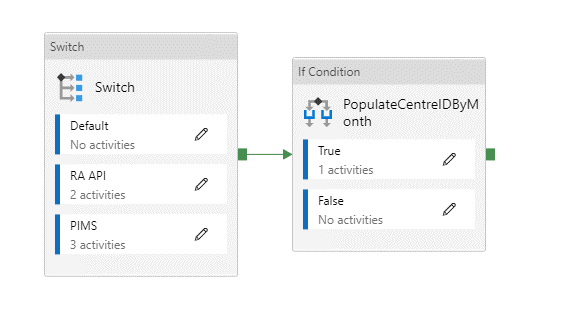 Switch
Switch
Default
No activities
RA API
2 activities
PIMS
3 activities
If Condition
PopulateCentreIDByM
onth
True
1 activities
False
No activities